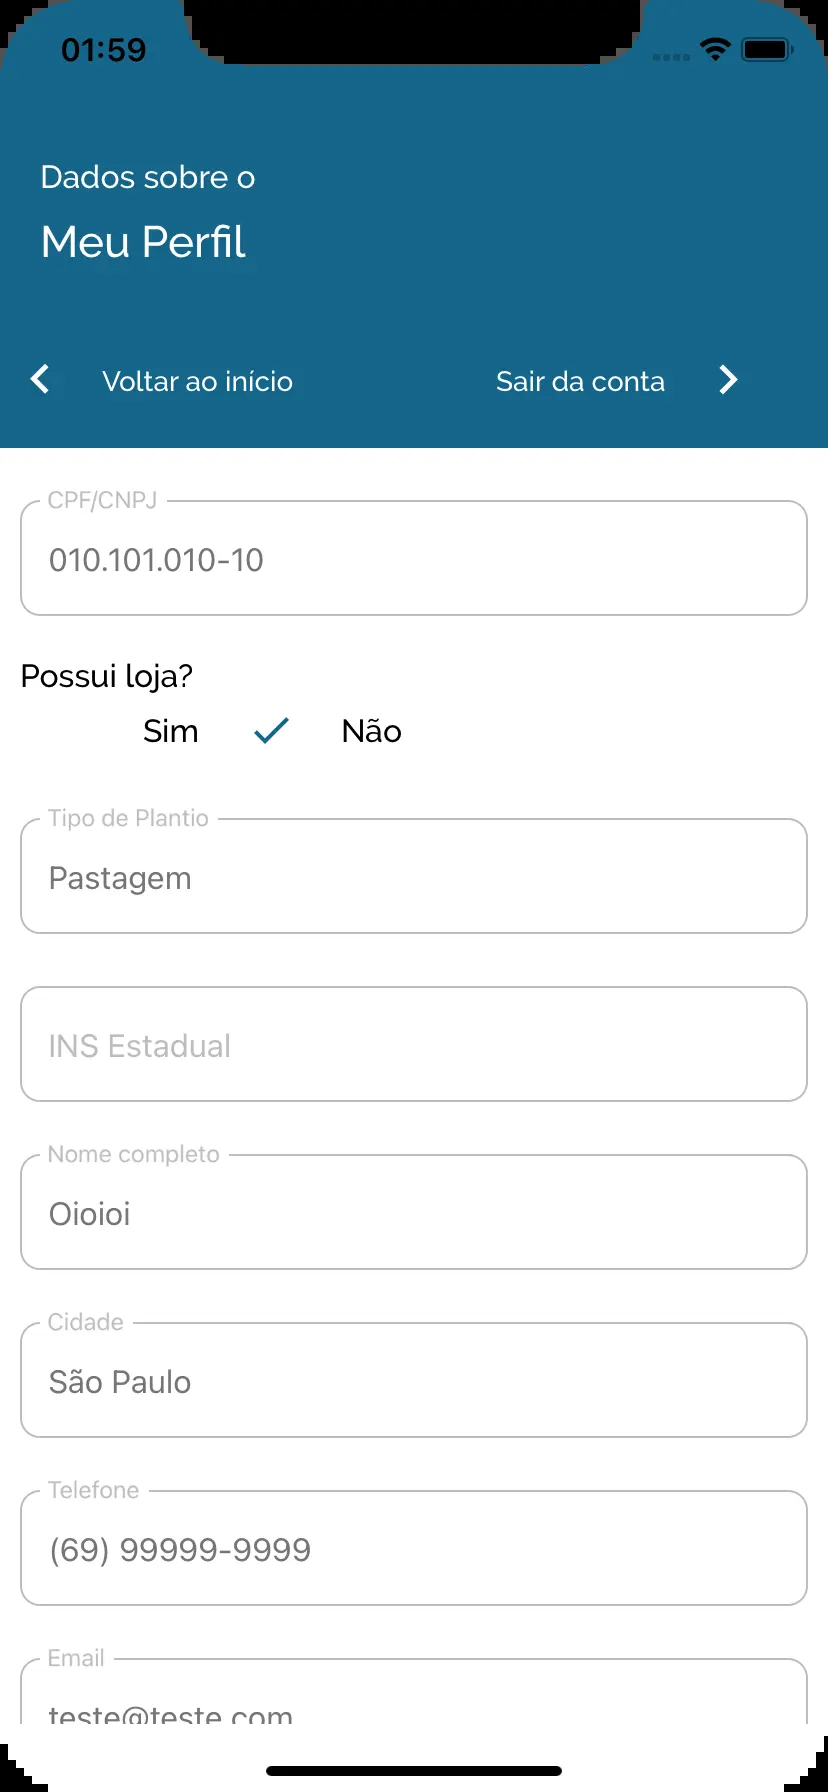 01:59
Dados sobre o
Meu Perfil
Voltar ao início
Sair da conta
CPF/CNPJ
010.101.010-10
Possui loja?
Sim
Não
Tipo de Plantio
Pastagem
INS Estadual
Nome completo
Oioioi
Cidade
São Paulo
Telefone
(69) 99999-9999
Email
teste@teste.com